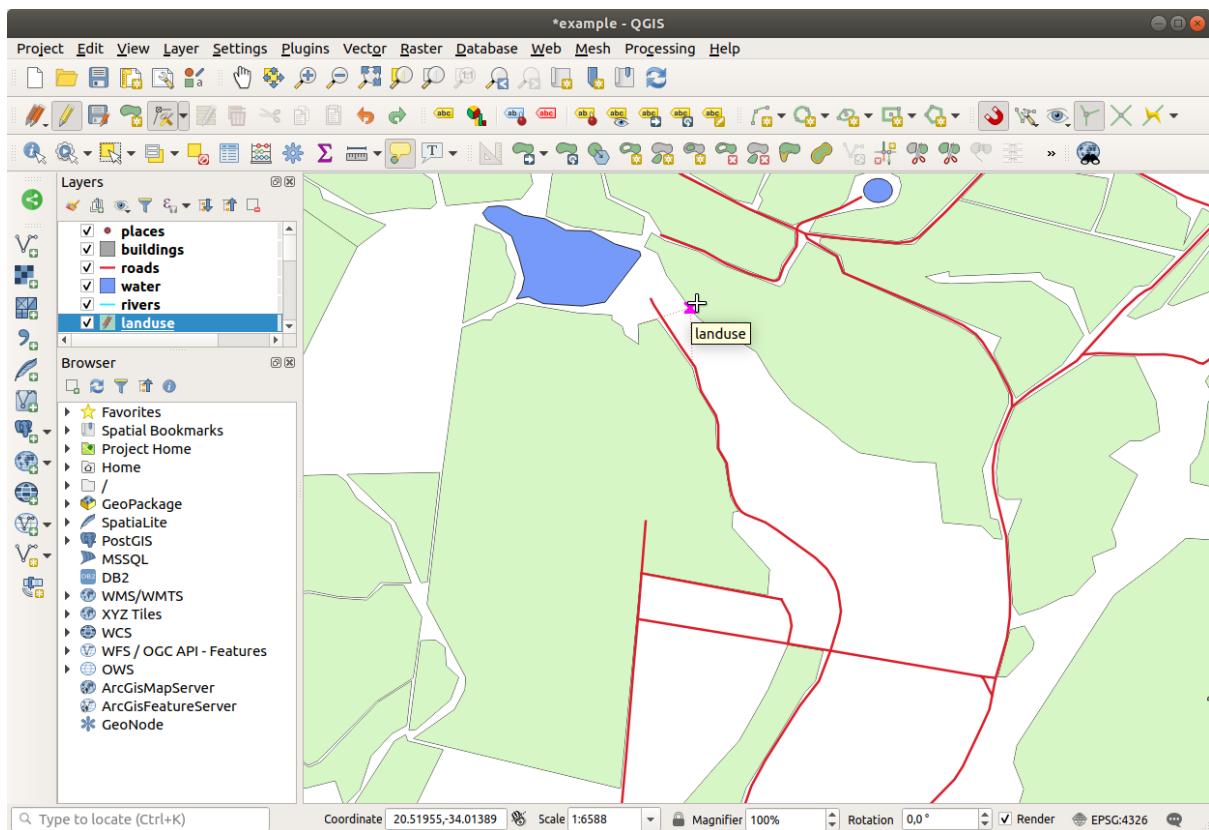 *example - QGIS
Project Edit View Layer Settings Plugins Vector Raster Database Web Mesh Processing Help
Layers
places
buildings
roads
water
rivers
landuse
landuse
Browser
Favorites
Spatial Bookmarks
Project Home
Home
/
GeoPackage
SpatiaLite
PostGIS
MSSQL
DB2
WMS/WMTS
XYZ Tiles
WCS
WFS / OGC API - Features
OWS
ArcGisMapServer
ArcGisFeatureServer
GeoNode
Type to locate (Ctrl+K) Coordinate 20.51955,-34.01389 Scale 1:6588 Magnifier 100% Rotation 0,0 ° Render EPSG:4326